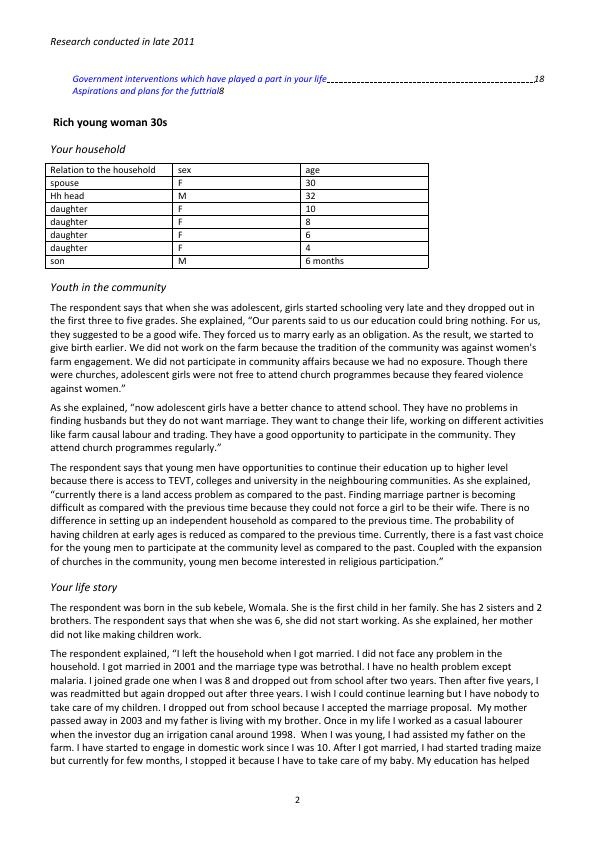 Research conducted in late 2011
Government interventions which have played a part in your life 18
Aspirations and plans for the futtrial8
Rich young woman 30s
Your household
Relation to the household sex age
spouse F 30
Hh head M 32
daughter F 10
daughter F 8
daughter F 6
daughter F 4
son M 6 months
Youth in the community
The respondent says that when she was adolescent, girls started schooling very late and they dropped out in
the first three to five grades. She explained, “Our parents said to us our education could bring nothing. For us,
they suggested to be a good wife. They forced us to marry early as an obligation. As the result, we started to
give birth earlier. We did not work on the farm because the tradition of the community was against women’s
farm engagement. We did not participate in community affairs because we had no exposure. Though there
were churches, adolescent girls were not free to attend church programmes because they feared violence
against women.”
As she explained, “now adolescent girls have a better chance to attend school. They have no problems in
finding husbands but they do not want marriage. They want to change their life, working on different activities
like farm causal labour and trading. They have a good opportunity to participate in the community. They
attend church programmes regularly.”
The respondent says that young men have opportunities to continue their education up to higher level
because there is access to TEVT, colleges and university in the neighbouring communities. As she explained,
“currently there is a land access problem as compared to the past. Finding marriage partner is becoming
difficult as compared with the previous time because they could not force a girl to be their wife. There is no
difference in setting up an independent household as compared to the previous time. The probability of
having children at early ages is reduced as compared to the previous time. Currently, there is a fast vast choice
for the young men to participate at the community level as compared to the past. Coupled with the expansion
of churches in the community, young men become interested in religious participation.”
Your life story
The respondent was born in the sub kebele, Womala. She is the first child in her family. She has 2 sisters and 2
brothers. The respondent says that when she was 6, she did not start working. As she explained, her mother
did not like making children work.
The respondent explained, “I left the household when I got married. I did not face any problem in the
household. I got married in 2001 and the marriage type was betrothal. I have no health problem except
malaria. I joined grade one when I was 8 and dropped out from school after two years. Then after five years, I
was readmitted but again dropped out after three years. I wish I could continue learning but I have nobody to
take care of my children. I dropped out from school because I accepted the marriage proposal.  My mother
passed away in 2003 and my father is living with my brother. Once in my life I worked as a casual labourer
when the investor dug an irrigation canal around 1998.  When I was young, I had assisted my father on the
farm. I have started to engage in domestic work since I was 10. After I got married, I had started trading maize
but currently for few months, I stopped it because I have to take care of my baby. My education has helped
2